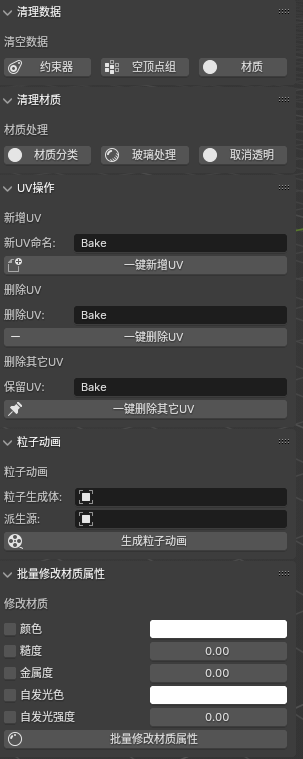 清理数据
清空数据
约束器 空顶点组 材质
清理材质
材质处理
材质分类 玻璃处理 取消透明
UV操作
新增UV
新UV命名: Bake
一键新增UV
删除UV
删除UV: Bake
一键删除UV
删除其它UV
保留UV: Bake
一键删除其它UV
粒子动画
粒子动画
粒子生成体:
派生源:
生成粒子动画
批量修改材质属性
修改材质
颜色
糙度 0.00
金属度 0.00
自发光色
自发光强度 0.00
批量修改材质属性